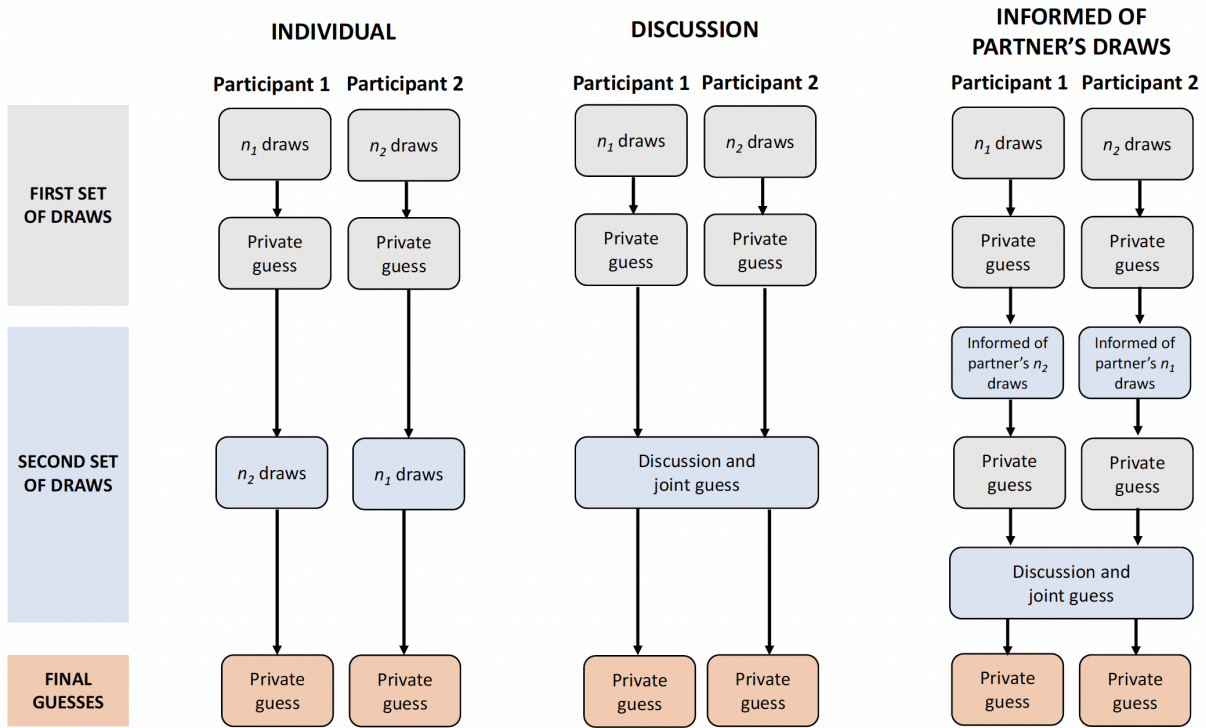 INDIVIDUAL
DISCUSSION
INFORMED OF
PARTNER'S DRAWS
Participant 1
Participant 2
Participant 1
Participant 2
Participant 1
Participant 2
FIRST SET
OF DRAWS
n1 draws
n2 draws
n1 draws
n2 draws
n1 draws
n2 draws
Private
guess
Private
guess
Private
guess
Private
guess
Private
guess
Private
guess
SECOND SET
OF DRAWS
Informed of
partner's n2
draws
Informed of
partner's n1
draws
n2 draws
n1 draws
Discussion and
joint guess
Private
guess
Private
guess
Discussion and
joint guess
FINAL
GUESSES
Private
guess
Private
guess
Private
guess
Private
guess
Private
guess
Private
guess